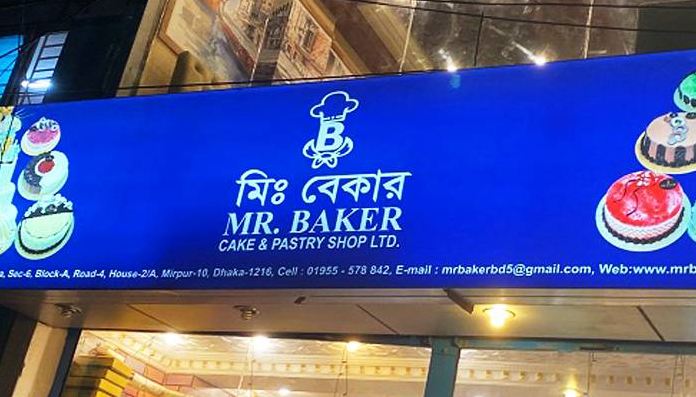 B
মিঃ বেকার
MR. BAKER
CAKE & PASTRY SHOP LTD.
Sec-6, Block-A, Road-4, House-2/A, Mirpur-10, Dhaka-1216, Cell : 01955 - 578 842, E-mail : mrbakerbd5@gmail.com, Web:www.mrb